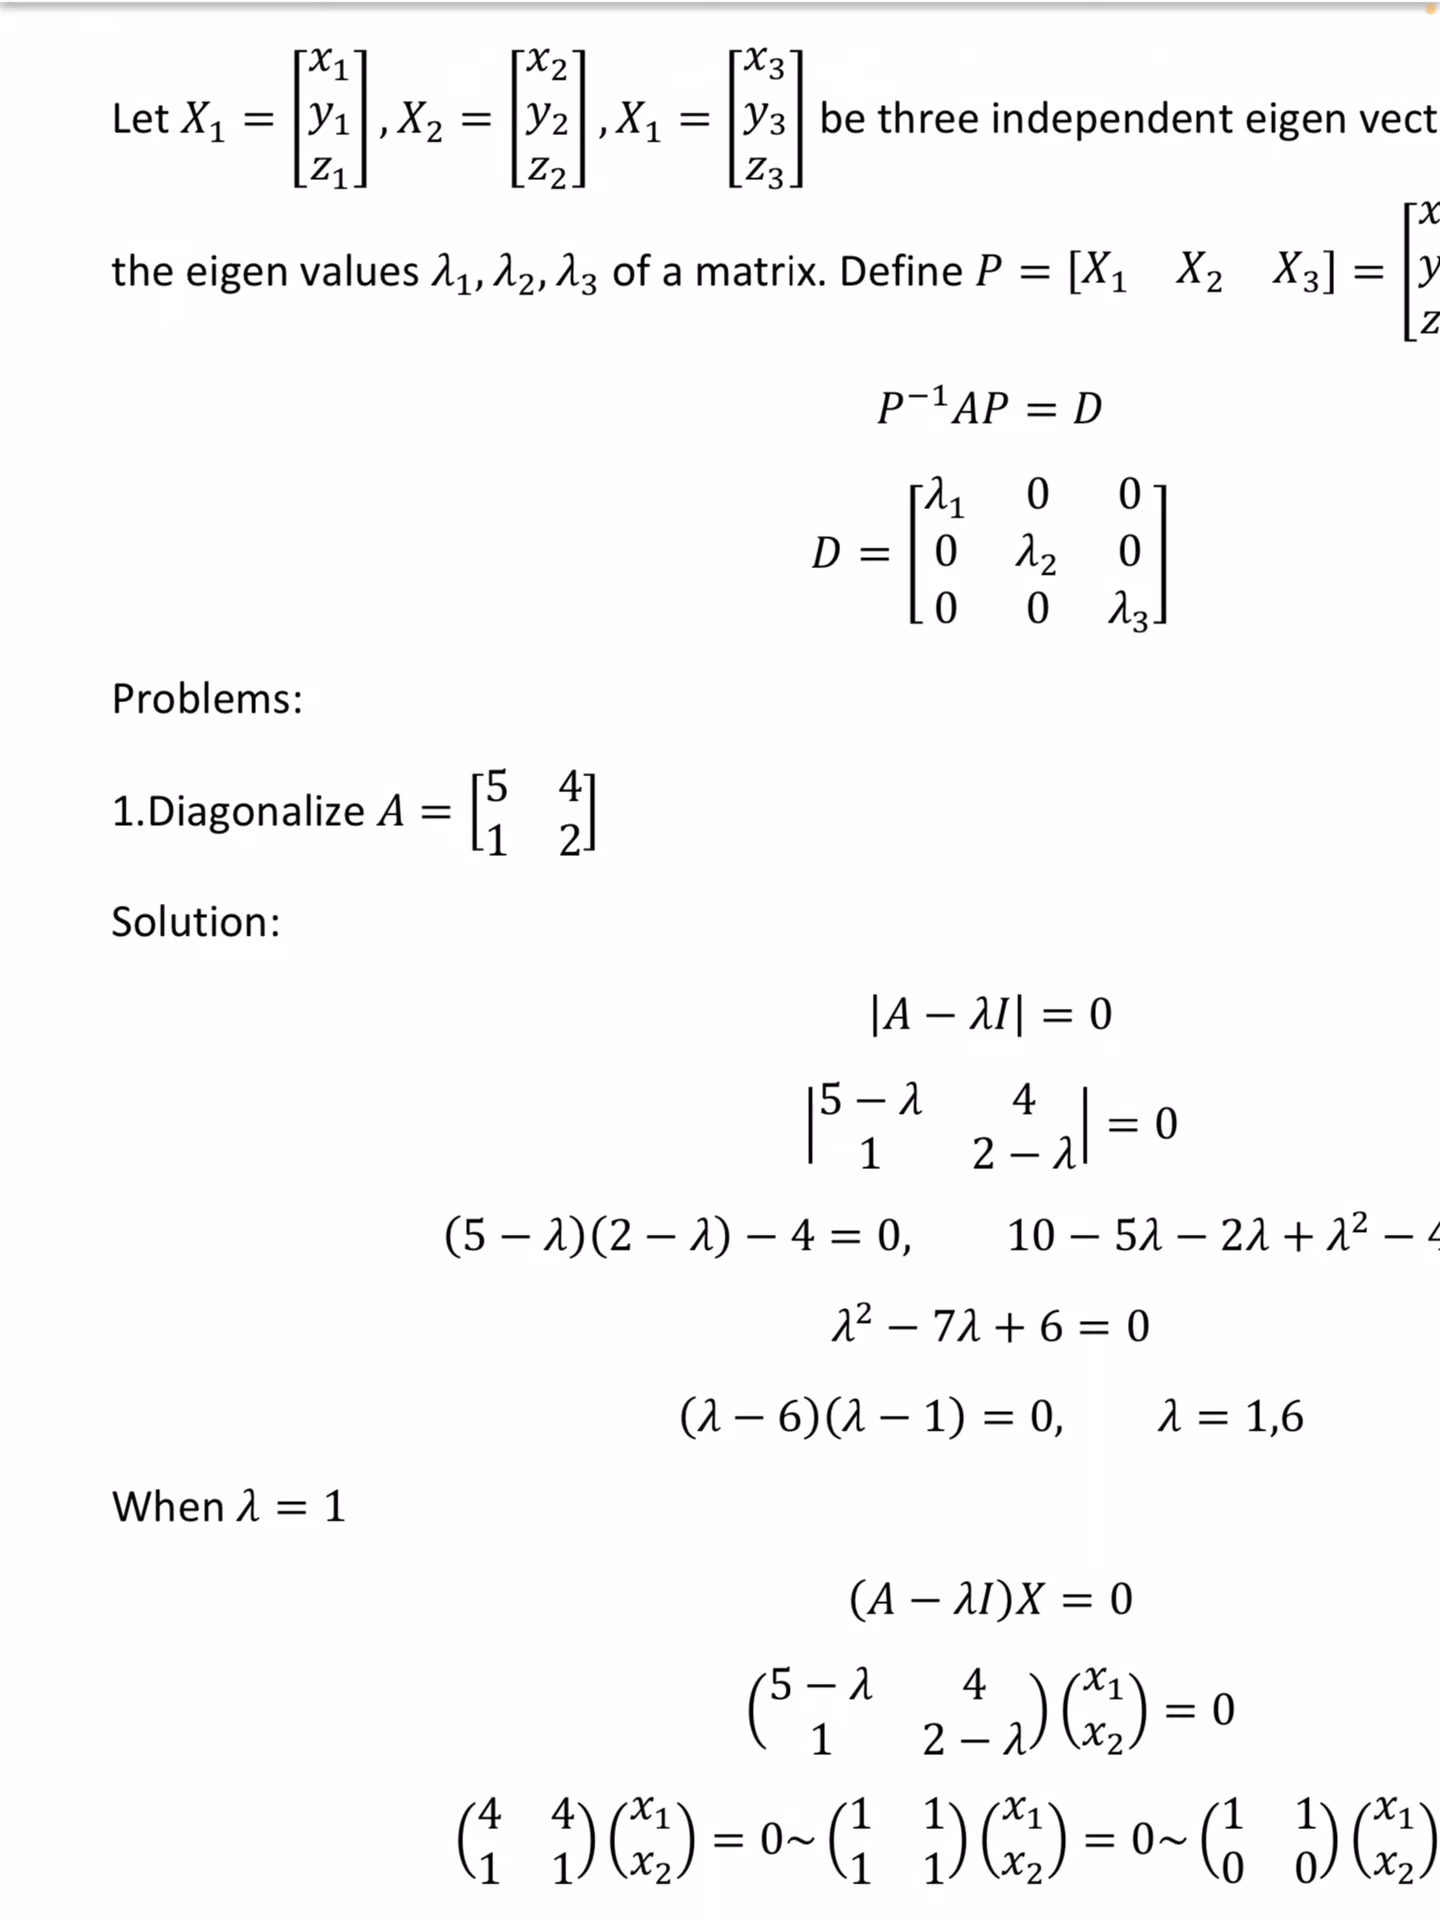 Let X₁ = [x₁ y₁ z₁], X₂ = [x₂ y₂ z₂], X₁ = [x₃ y₃ z₃] be three independent eigen vect
the eigen values λ₁, λ₂, λ₃ of a matrix. Define P = [X₁ X₂ X₃] = [x y z
P⁻¹AP = D
D = [λ₁ 0 0
0 λ₂ 0
0 0 λ₃]
Problems:
1.Diagonalize A = [5 4
1 2]
Solution:
|A − λI| = 0
|5 − λ 4
1 2 − λ| = 0
(5 − λ)(2 − λ) − 4 = 0, 10 − 5λ − 2λ + λ² − 4
λ² − 7λ + 6 = 0
(λ − 6)(λ − 1) = 0, λ = 1,6
When λ = 1
(A − λI)X = 0
(5 − λ 4
1 2 − λ)(x₁ x₂) = 0
(4 4
1 1)(x₁ x₂) = 0~(1 1
1 1)(x₁ x₂) = 0~(1 1
0 0)(x₁ x₂)